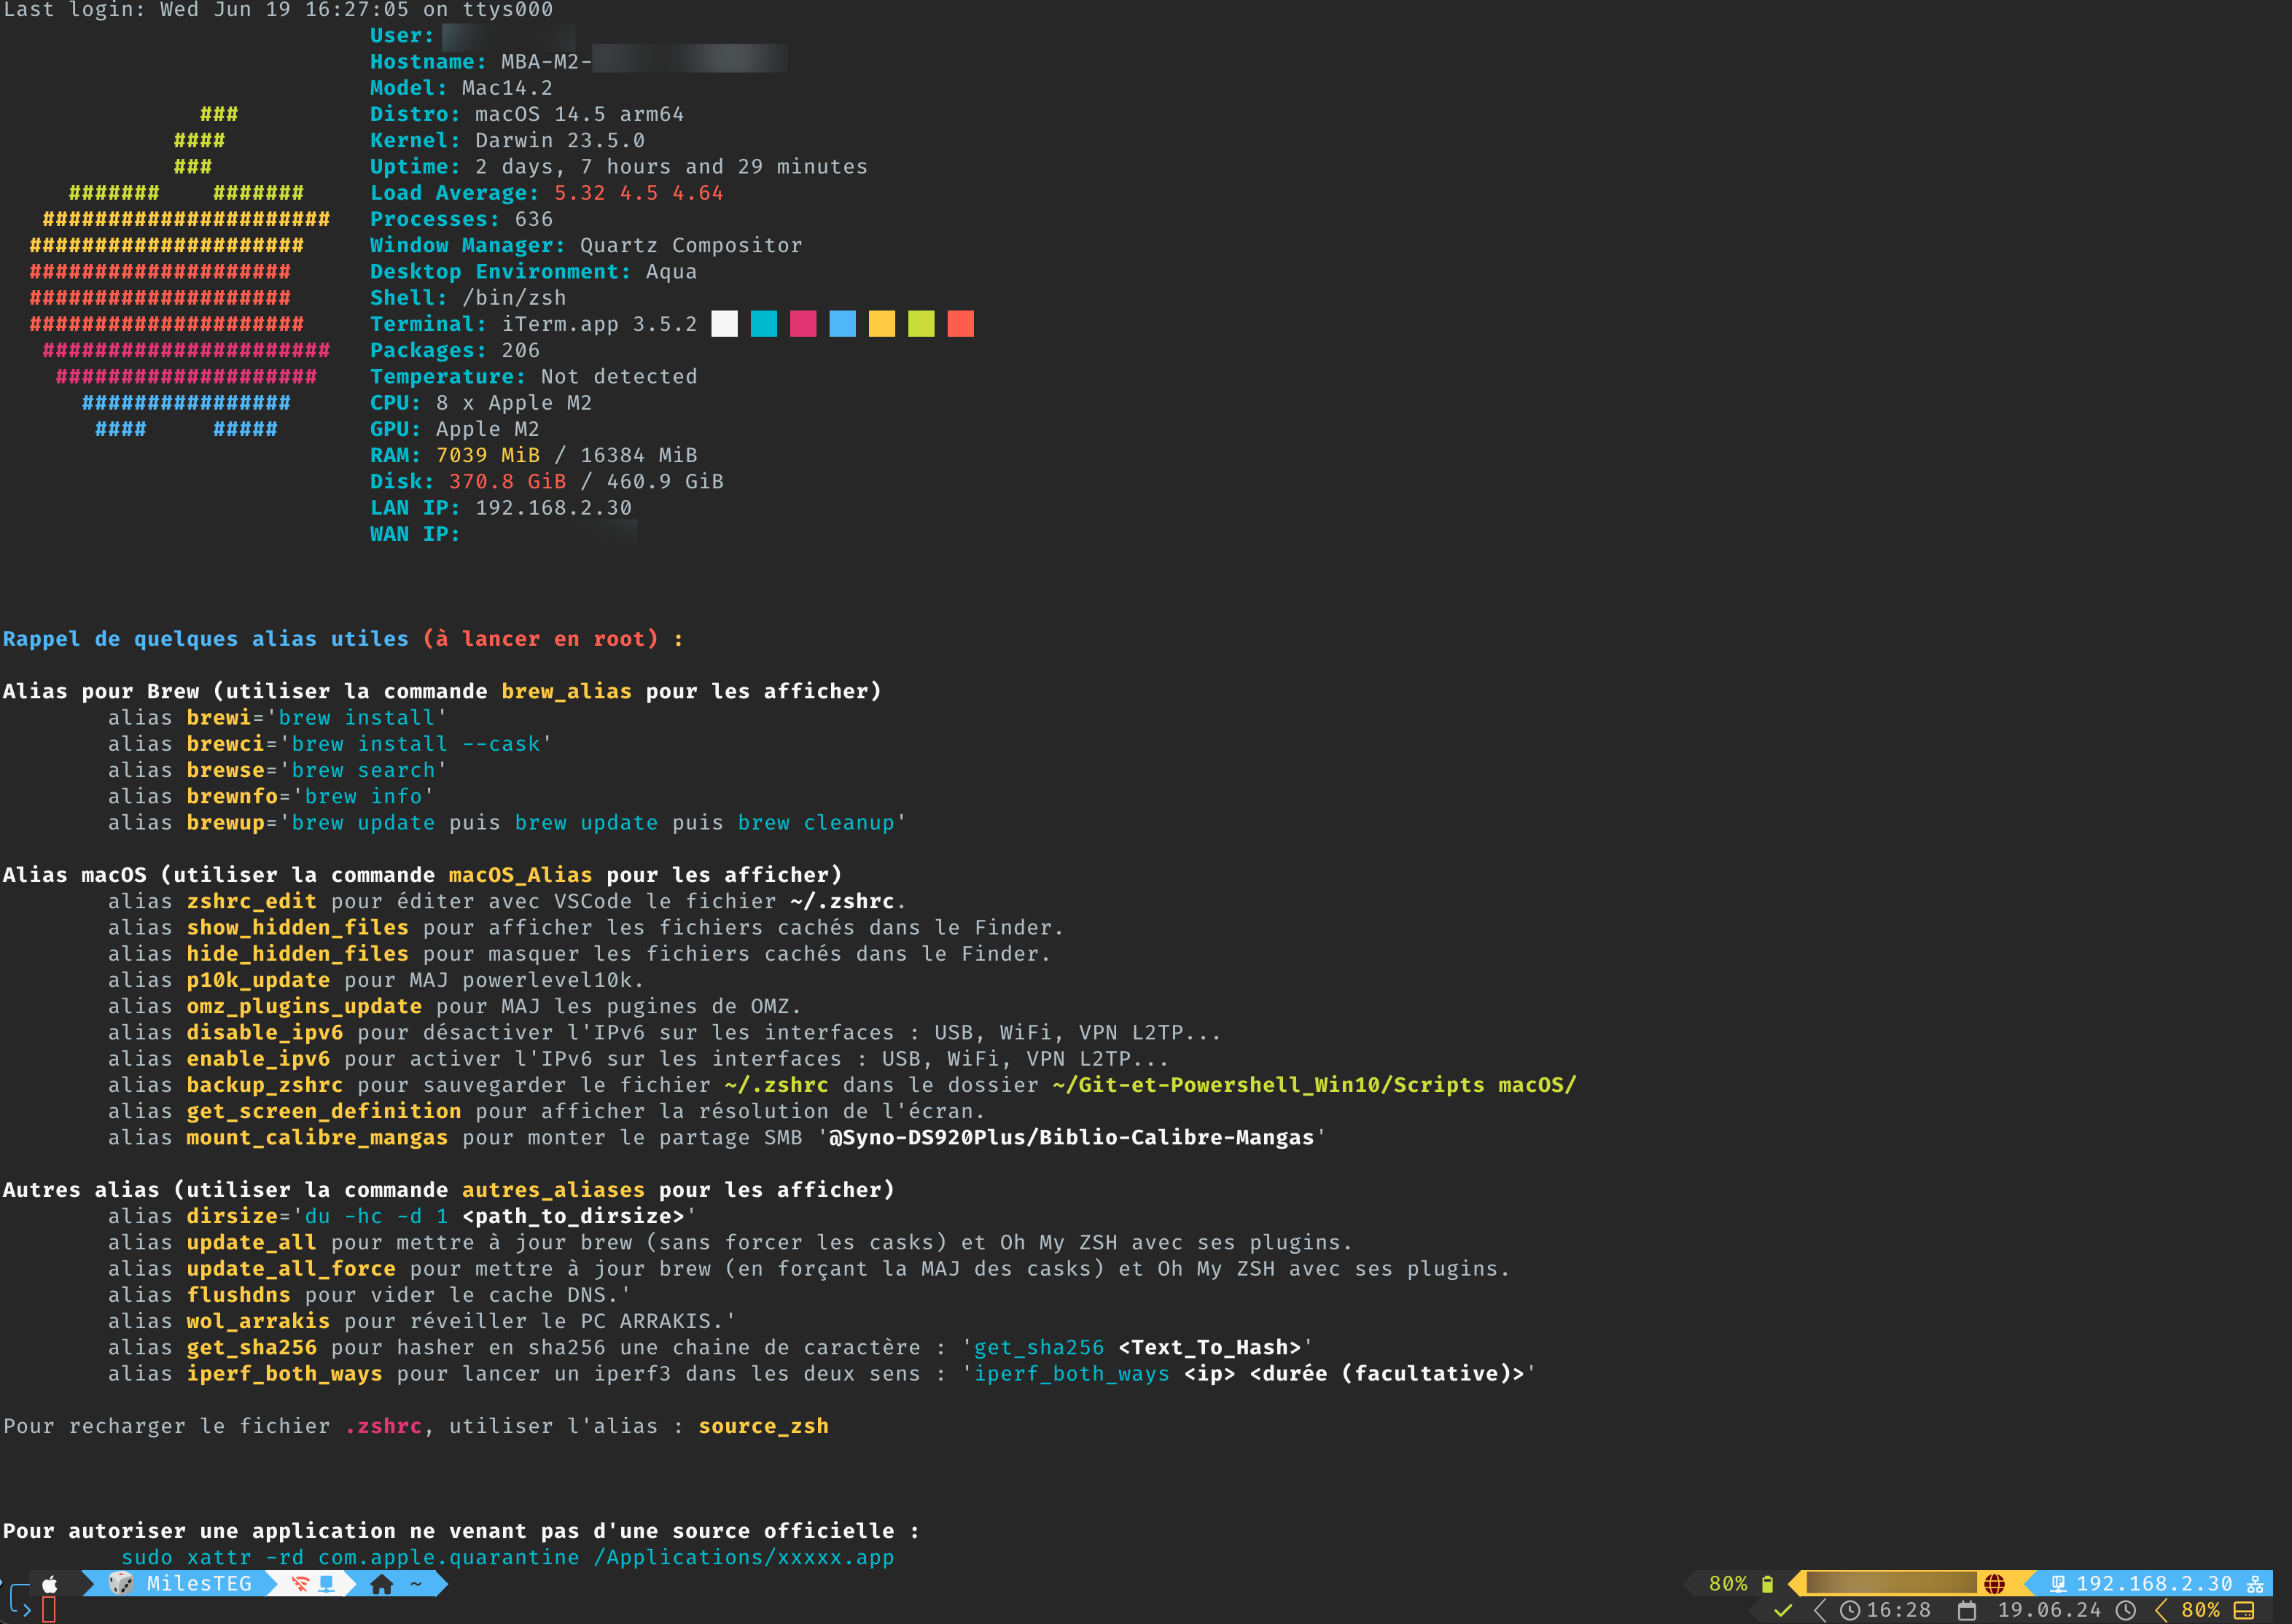 Last login: Wed Jun 19 16:27:05 on ttys000
User:
Hostname: MBA-M2-
Model: Mac14.2
### Distro: macOS 14.5 arm64
#### Kernel: Darwin 23.5.0
### Uptime: 2 days, 7 hours and 29 minutes
####### ####### Load Average: 5.32 4.5 4.64
###################### Processes: 636
##################### Window Manager: Quartz Compositor
#################### Desktop Environment: Aqua
#################### Shell: /bin/zsh
##################### Terminal: iTerm.app 3.5.2
###################### Packages: 206
#################### Temperature: Not detected
################ CPU: 8 x Apple M2
#### ##### GPU: Apple M2
RAM: 7039 MiB / 16384 MiB
Disk: 370.8 GiB / 460.9 GiB
LAN IP: 192.168.2.30
WAN IP:
Rappel de quelques alias utiles (à lancer en root) :
Alias pour Brew (utiliser la commande brew_alias pour les afficher)
alias brewi='brew install'
alias brewci='brew install --cask'
alias brewse='brew search'
alias brewnfo='brew info'
alias brewup='brew update puis brew update puis brew cleanup'
Alias macOS (utiliser la commande macOS_Alias pour les afficher)
alias zshrc_edit pour éditer avec VSCode le fichier ~/.zshrc.
alias show_hidden_files pour afficher les fichiers cachés dans le Finder.
alias hide_hidden_files pour masquer les fichiers cachés dans le Finder.
alias p10k_update pour MAJ powerlevel10k.
alias omz_plugins_update pour MAJ les pugines de OMZ.
alias disable_ipv6 pour désactiver l'IPv6 sur les interfaces : USB, WiFi, VPN L2TP...
alias enable_ipv6 pour activer l'IPv6 sur les interfaces : USB, WiFi, VPN L2TP...
alias backup_zshrc pour sauvegarder le fichier ~/.zshrc dans le dossier ~/Git-et-Powershell_Win10/Scripts macOS/
alias get_screen_definition pour afficher la résolution de l'écran.
alias mount_calibre_mangas pour monter le partage SMB '@Syno-DS920Plus/Biblio-Calibre-Mangas'
Autres alias (utiliser la commande autres_aliases pour les afficher)
alias dirsize='du -hc -d 1 <path_to_dirsize>'
alias update_all pour mettre à jour brew (sans forcer les casks) et Oh My ZSH avec ses plugins.
alias update_all_force pour mettre à jour brew (en forçant la MAJ des casks) et Oh My ZSH avec ses plugins.
alias flushdns pour vider le cache DNS.'
alias wol_arrakis pour réveiller le PC ARRAKIS.'
alias get_sha256 pour hasher en sha256 une chaine de caractère : 'get_sha256 <Text_To_Hash>'
alias iperf_both_ways pour lancer un iperf3 dans les deux sens : 'iperf_both_ways <ip> <durée (facultative)>'
Pour recharger le fichier .zshrc, utiliser l'alias : source_zsh
Pour autoriser une application ne venant pas d'une source officielle :
sudo xattr -rd com.apple.quarantine /Applications/xxxxx.app
MilesTEG ~ 80% 192.168.2.30
16:28 19.06.24 80%